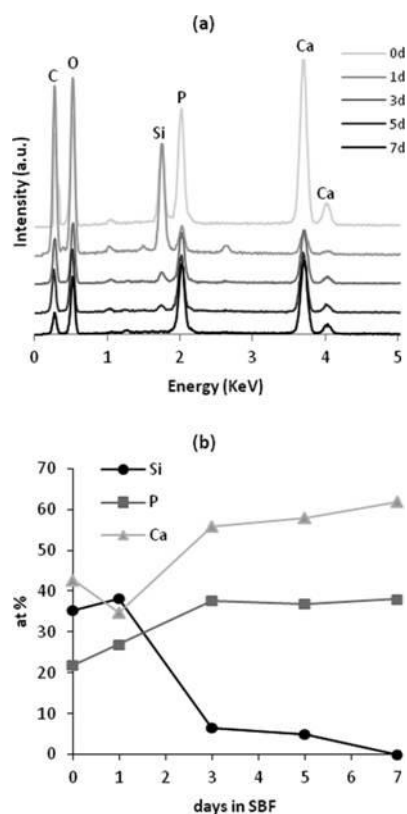 (a)
C
O
Si
P
Ca
Ca
0d
1d
3d
5d
7d
Intensity (a.u.)
0 1 2 3 4 5
Energy (KeV)
(b)
Si
P
Ca
70
60
50
40
30
20
10
0
at %
0 1 2 3 4 5 6 7
days in SBF